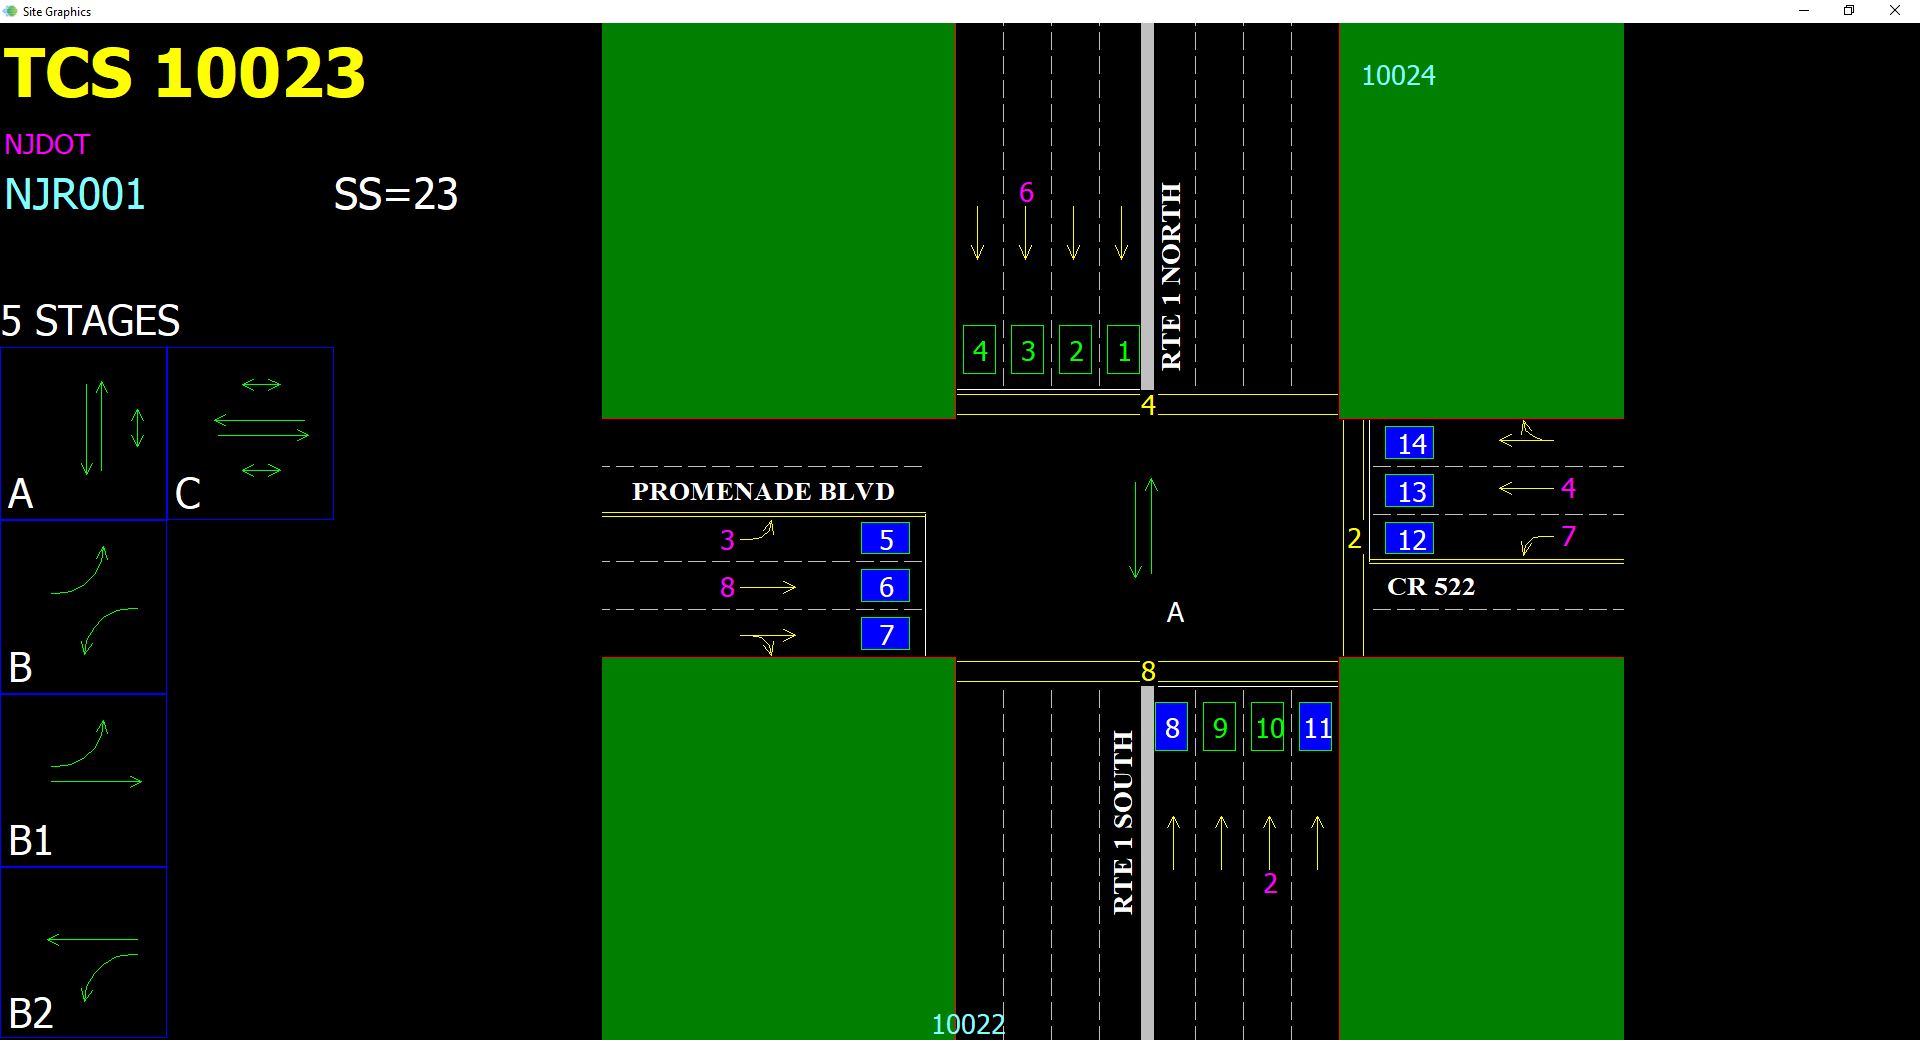 Site Graphics
TCS 10023
NJDOT
NJR001
SS=23
5 STAGES
A
C
B
B1
B2
10024
6
RTE 1 NORTH
4 3 2 1
4
14
13 4
12 7
2
CR 522
PROMENADE BLVD
3 5
8 6
7
A
8
8 9 10 11
RTE 1 SOUTH
2
10022